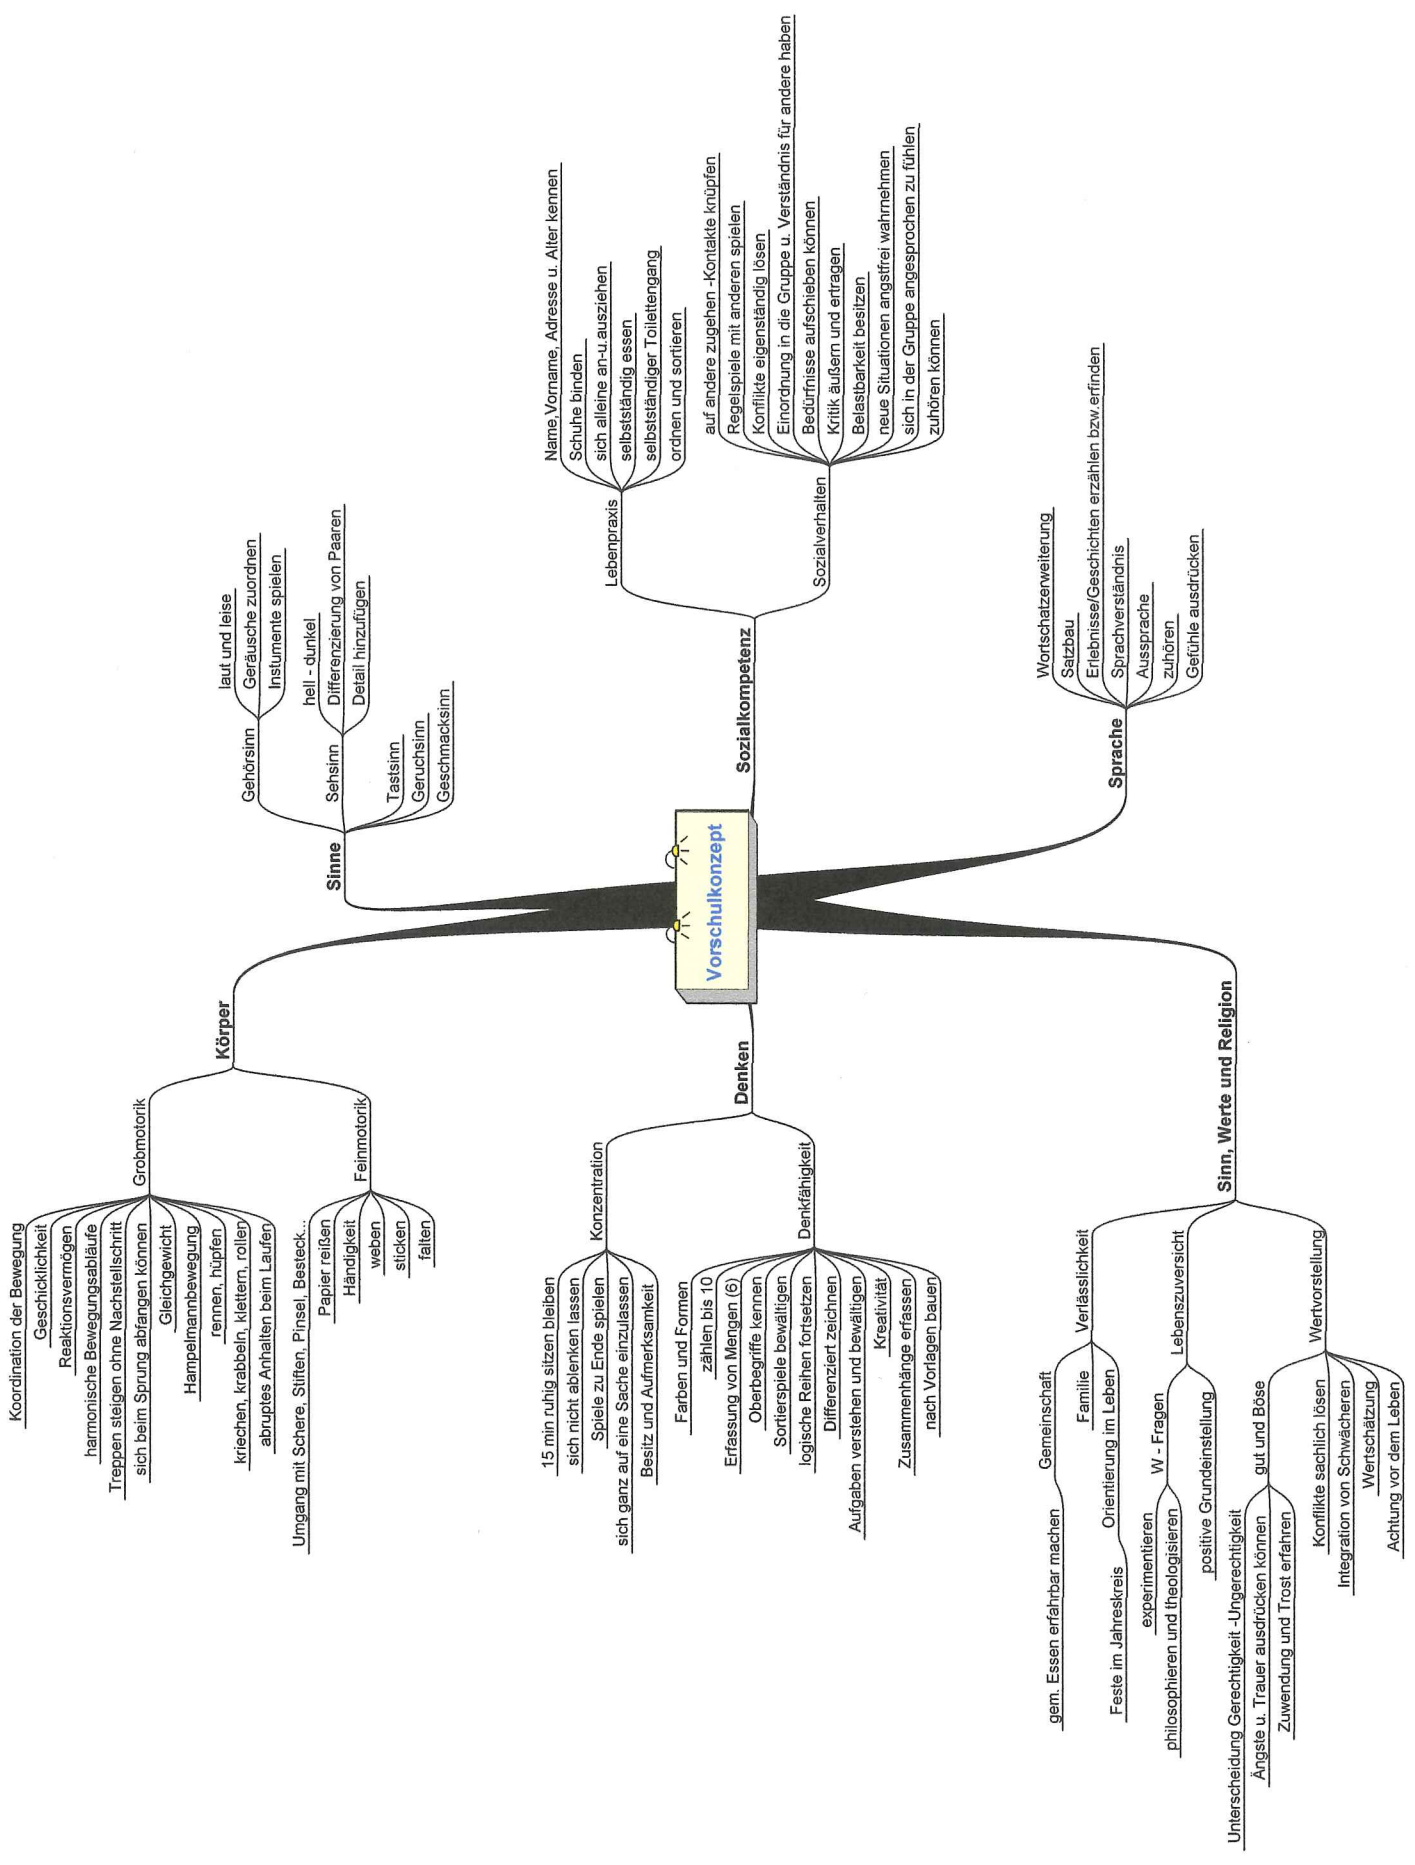 Vorschulkonzept
Körper
Grobmotorik
Koordination der Bewegung
Geschicklichkeit
Reaktionsvermögen
harmonische Bewegungsabläufe
Treppen steigen ohne Nachstellschritt
sich beim Sprung abfangen können
Gleichgewicht
Hampelmannbewegung
rennen, hüpfen
kriechen, krabbeln, klettern, rollen
abruptes Anhalten beim Laufen
Feinmotorik
Umgang mit Schere, Stiften, Pinsel, Besteck...
Papier reißen
Händigkeit
weben
sticken
falten
Denken
Konzentration
15 min ruhig sitzen bleiben
sich nicht ablenken lassen
Spiele zu Ende spielen
sich ganz auf eine Sache einzulassen
Besitz und Aufmerksamkeit
Denkfähigkeit
Farben und Formen
zählen bis 10
Erfassung von Mengen (6)
Oberbegriffe kennen
Sortierspiele bewältigen
logische Reihen fortsetzen
Differenziert zeichnen
Aufgaben verstehen und bewältigen
Kreativität
Zusammenhänge erfassen
nach Vorlagen bauen
Sinn, Werte und Religion
Verlässlichkeit
Gemeinschaft
gem. Essen erfahrbar machen
Familie
Orientierung im Leben
Feste im Jahreskreis
Lebenszuversicht
W - Fragen
experimentieren
philosophieren und theologisieren
positive Grundeinstellung
Wertvorstellung
gut und Böse
Unterscheidung Gerechtigkeit -Ungerechtigkeit
Ängste u. Trauer ausdrücken können
Zuwendung und Trost erfahren
Konflikte sachlich lösen
Integration von Schwächeren
Wertschätzung
Achtung vor dem Leben
Sinne
Gehörsinn
laut und leise
Geräusche zuordnen
Instumente spielen
Sehsinn
hell - dunkel
Differenzierung von Paaren
Detail hinzufügen
Tastsinn
Geruchsinn
Geschmacksinn
Sozialkompetenz
Lebenpraxis
Name,Vorname, Adresse u. Alter kennen
Schuhe binden
sich alleine an-u.ausziehen
selbstständig essen
selbstständiger Toilettengang
ordnen und sortieren
Sozialverhalten
auf andere zugehen -Kontakte knüpfen
Regelspiele mit anderen spielen
Konflikte eigenständig lösen
Einordnung in die Gruppe u. Verständnis für andere haben
Bedürfnisse aufschieben können
Kritik äußern und ertragen
Belastbarkeit besitzen
neue Situationen angstfrei wahrnehmen
sich in der Gruppe angesprochen zu fühlen
zuhören können
Sprache
Wortschatzerweiterung
Satzbau
Erlebnisse/Geschichten erzählen bzw.erfinden
Sprachverständnis
Aussprache
zuhören
Gefühle ausdrücken